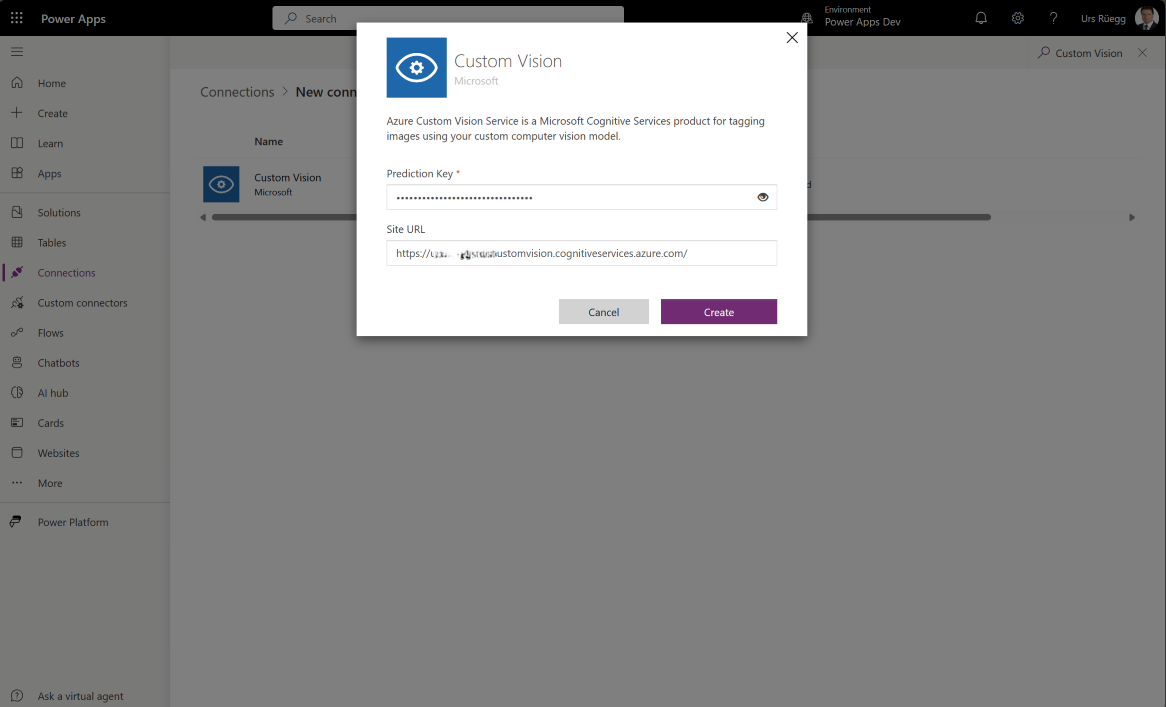 Power Apps
Search
Environment
Power Apps Dev
Urs Rüegg
Home
Create
Learn
Apps
Solutions
Tables
Connections
Custom connectors
Flows
Chatbots
AI hub
Cards
Websites
More
Power Platform
Ask a virtual agent
Custom Vision
Connections > New conn
Name
Custom Vision
Microsoft
d
Custom Vision
Microsoft
Azure Custom Vision Service is a Microsoft Cognitive Services product for tagging
images using your custom computer vision model.
Prediction Key *
••••••••••••••••••••••••••••••••
Site URL
https:// customvision.cognitiveservices.azure.com/
Cancel
Create